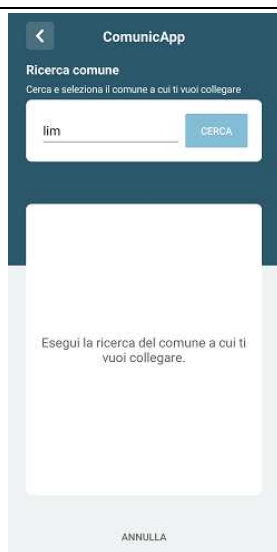 ComunicApp
Ricerca comune
Cerca e seleziona il comune a cui ti vuoi collegare
lim
CERCA
Esegui la ricerca del comune a cui ti
vuoi collegare.
ANNULLA